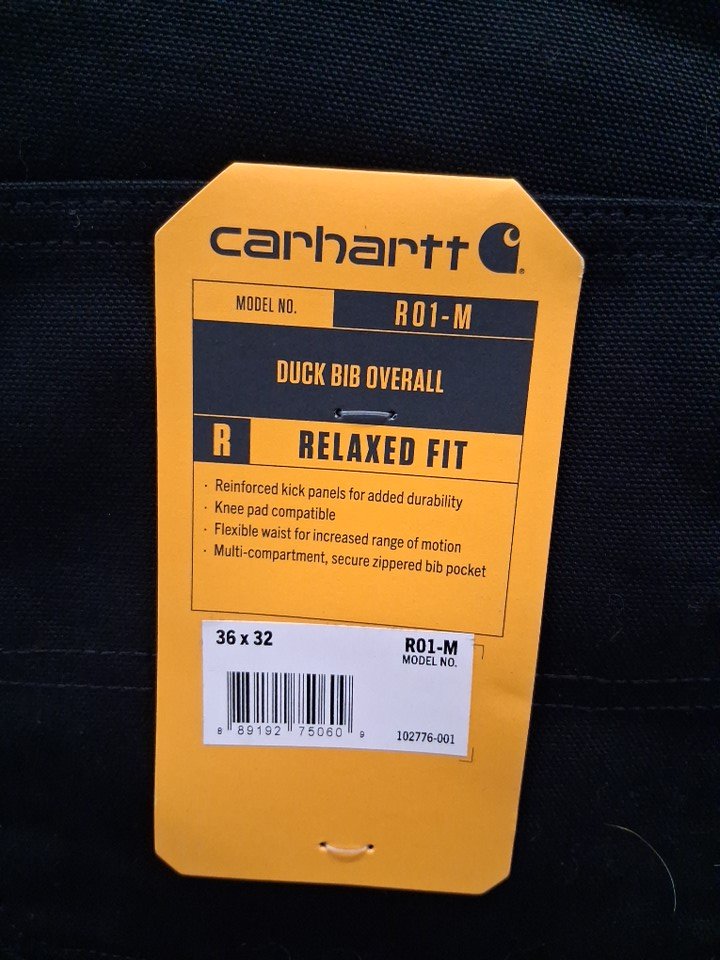 carhartt
MODEL NO. R01-M
DUCK BIB OVERALL
R RELAXED FIT
· Reinforced kick panels for added durability
· Knee pad compatible
· Flexible waist for increased range of motion
· Multi-compartment, secure zippered bib pocket
36 x 32 R01-M
MODEL NO.
8 89192 75060 9 102776-001